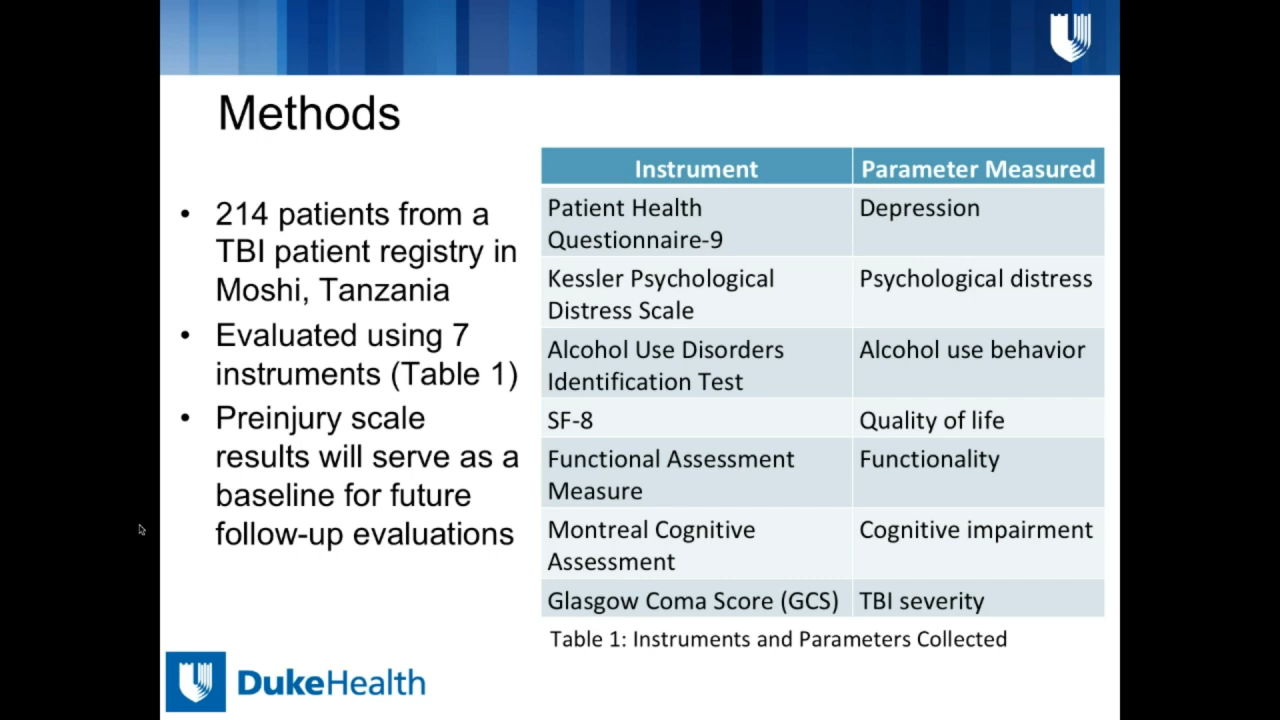 Methods
• 214 patients from a
TBI patient registry in
Moshi, Tanzania
• Evaluated using 7
instruments (Table 1)
• Preinjury scale
results will serve as a
baseline for future
follow-up evaluations
Instrument Parameter Measured
Patient Health Depression
Questionnaire-9
Kessler Psychological Psychological distress
Distress Scale
Alcohol Use Disorders Alcohol use behavior
Identification Test
SF-8 Quality of life
Functional Assessment Functionality
Measure
Montreal Cognitive Cognitive impairment
Assessment
Glasgow Coma Score (GCS) TBI severity
Table 1: Instruments and Parameters Collected
DukeHealth